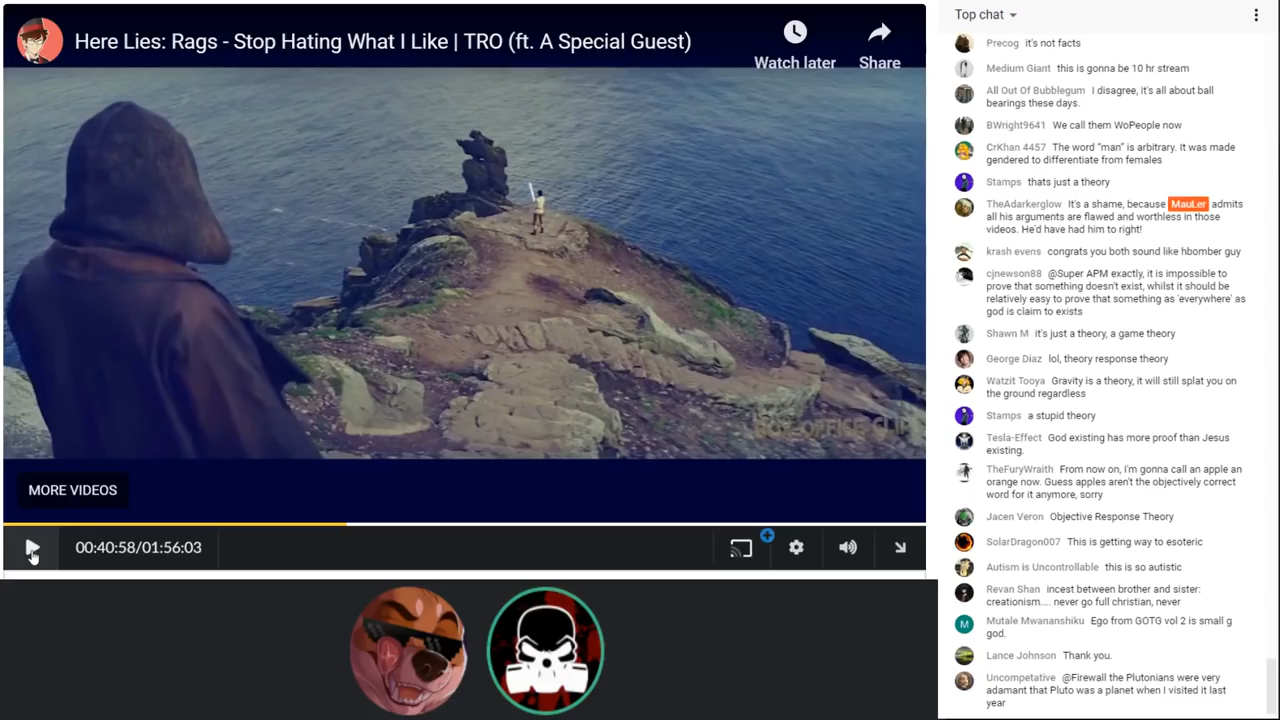 Here Lies: Rags - Stop Hating What I Like | TRO (ft. A Special Guest)
Watch later
Share
MORE VIDEOS
00:40:58/01:56:03
Top chat
Precog it's not facts
Medium Giant this is gonna be 10 hr stream
All Out Of Bubblegum I disagree, it's all about ball
bearings these days.
BWright9641 We call them WoPeople now
CrKhan 4457 The word “man” is arbitrary. It was made
gendered to differentiate from females
Stamps thats just a theory
TheAdarkerglow It's a shame, because MauLer admits
all his arguments are flawed and worthless in those
videos. He'd have had him to right!
krash evens congrats you both sound like hbomber guy
cjnewson88 @Super APM exactly, it is impossible to
prove that something doesn't exist, whilst it should be
relatively easy to prove that something as 'everywhere' as
god is claim to exists
Shawn M it's just a theory, a game theory
George Diaz lol, theory response theory
Watzit Tooya Gravity is a theory, it will still splat you on
the ground regardless
Stamps a stupid theory
Tesla-Effect God existing has more proof than Jesus
existing.
TheFuryWraith From now on, I'm gonna call an apple an
orange now. Guess apples aren't the objectively correct
word for it anymore, sorry
Jacen Veron Objective Response Theory
SolarDragon007 This is getting way to esoteric
Autism is Uncontrollable this is so autistic
Revan Shan incest between brother and sister:
creationism.... never go full christian, never
M
Mutale Mwananshiku Ego from GOTG vol 2 is small g
god.
Lance Johnson Thank you.
Uncompetative @Firewall the Plutonians were very
adamant that Pluto was a planet when I visited it last
year